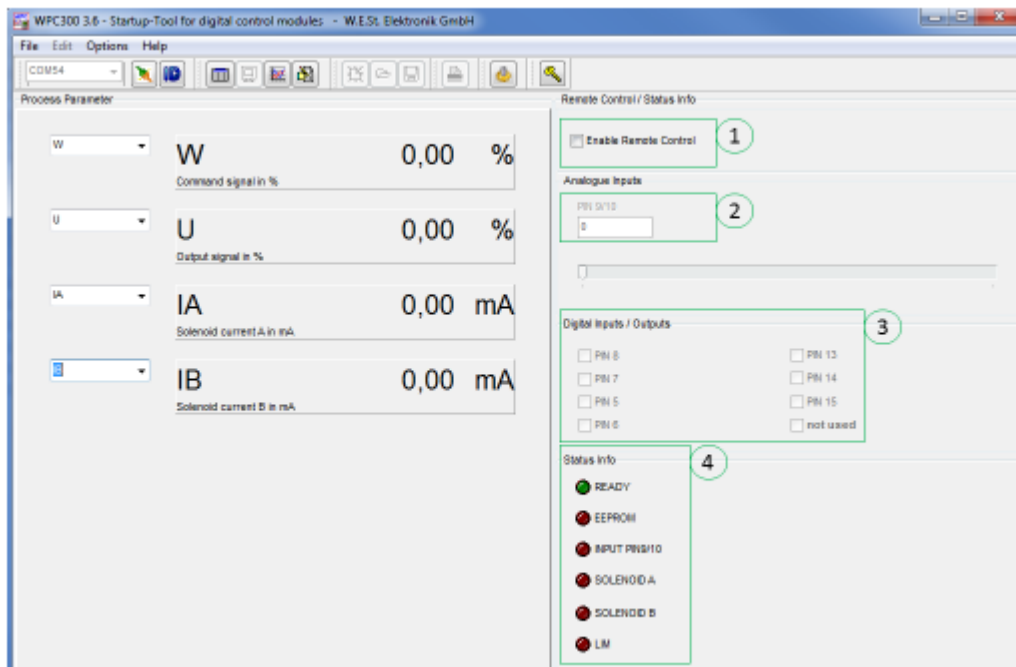 WPC300 3.6 - Startup-Tool for digital control modules - W.E.St. Elektronik GmbH
File Edit Options Help
COM54
Process Parameter
W
W 0,00 %
Command signal in %
U
U 0,00 %
Output signal in %
IA
IA 0,00 mA
Solenoid current A in mA
IB 0,00 mA
Solenoid current B in mA
Remote Control / Status Info
Enable Remote Control
1
Analogue Inputs
PIN 9/10
0
2
Digital Inputs / Outputs
3
PIN 8 PIN 13
PIN 7 PIN 14
PIN 5 PIN 15
PIN 6 not used
Status Info
4
READY
EEPROM
INPUT PIN9/10
SOLENOID A
SOLENOID B
LIM